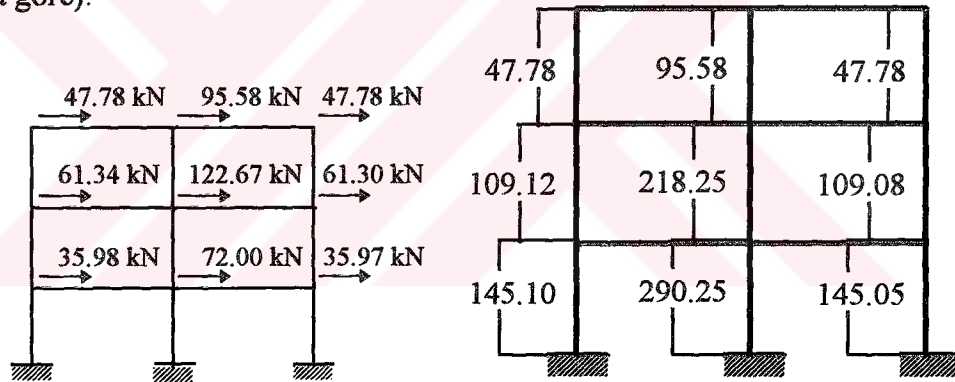 göre).
47.78 kN 95.58 kN 47.78 kN
61.34 kN 122.67 kN 61.30 kN
35.98 kN 72.00 kN 35.97 kN
47.78 95.58 47.78
109.12 218.25 109.08
145.10 290.25 145.05